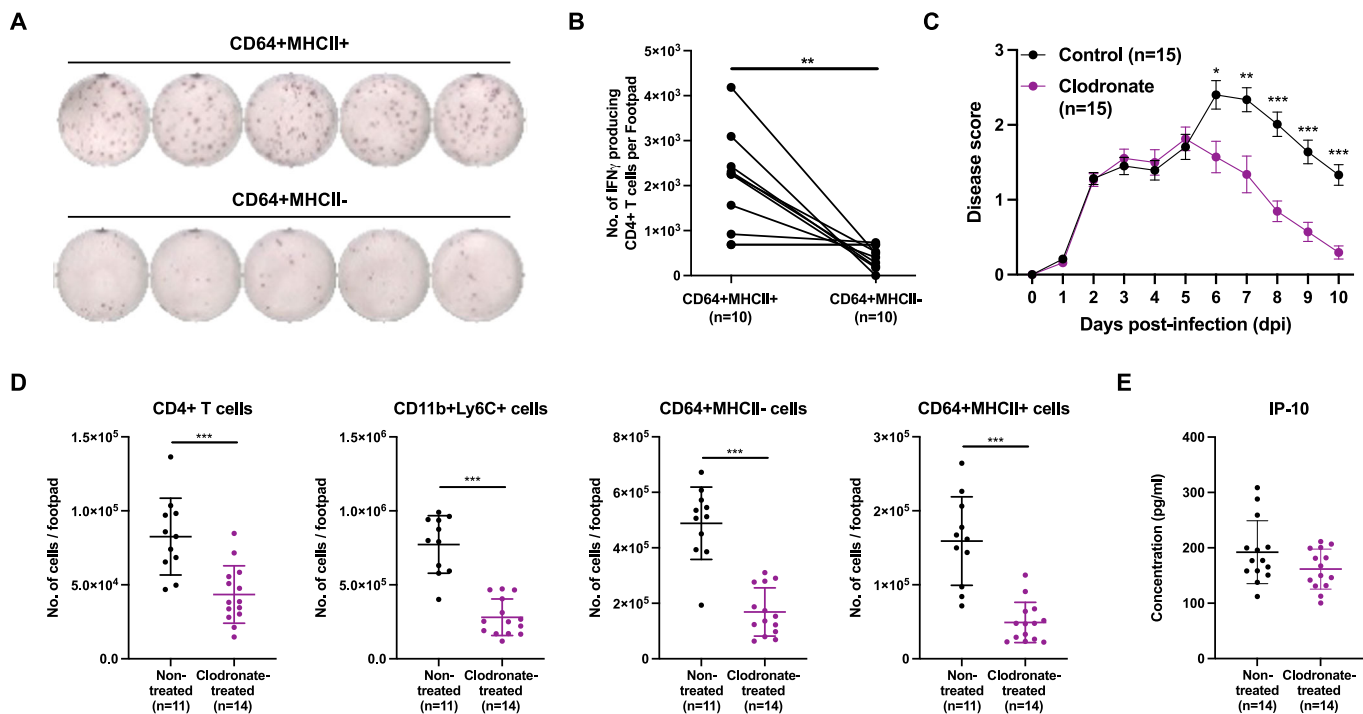 A
CD64+MHCII+
CD64+MHCII-
B
No. of IFNγ producing
CD4+ T cells per Footpad
5×10³
4×10³
3×10³
2×10³
1×10³
0
**
CD64+MHCII+
(n=10)
CD64+MHCII-
(n=10)
C
Disease score
3
2
1
0
Control (n=15)
Clodronate
(n=15)
*
**
***
***
***
0 1 2 3 4 5 6 7 8 9 10
Days post-infection (dpi)
D
CD4+ T cells
No. of cells / footpad
1.5×10⁵
1.0×10⁵
5.0×10⁴
0.0
***
Non-
treated
(n=11)
Clodronate-
treated
(n=14)
CD11b+Ly6C+ cells
No. of cells / footpad
1.5×10⁶
1.0×10⁶
5.0×10⁵
0.0
***
Non-
treated
(n=11)
Clodronate-
treated
(n=14)
CD64+MHCII- cells
No. of cells / footpad
8×10⁵
6×10⁵
4×10⁵
2×10⁵
0
***
Non-
treated
(n=11)
Clodronate-
treated
(n=14)
CD64+MHCII+ cells
No. of cells / footpad
3×10⁵
2×10⁵
1×10⁵
0
***
Non-
treated
(n=11)
Clodronate-
treated
(n=14)
E
IP-10
Concentration (pg/ml)
400
300
200
100
0
Non-
treated
(n=14)
Clodronate-
treated
(n=14)